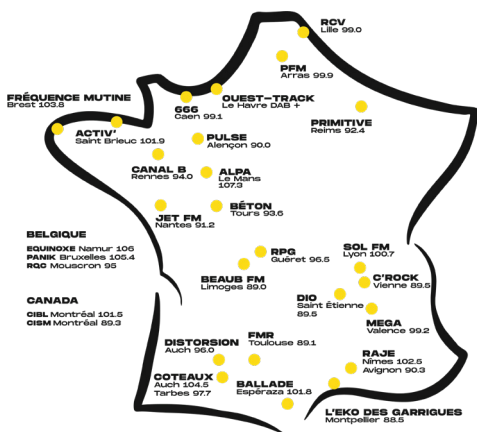 RCV
Lille 99.0
PFM
Arras 99.9
FRÉQUENCE MUTINE
Brest 103.8
OUEST-TRACK
Le Havre DAB +
666
Caen 99.1
PRIMITIVE
Reims 92.4
ACTIV'
Saint Brieuc 101.9
PULSE
Alençon 90.0
CANAL B
Rennes 94.0
ALPA
Le Mans
107.3
JET FM
Nantes 91.2
BÉTON
Tours 93.6
BELGIQUE
EQUINOXE Namur 106
PANIK Bruxelles 105.4
RQC Mouscron 95
CANADA
CIBL Montréal 101.5
CISM Montréal 89.3
RPG
Guéret 96.5
SOL FM
Lyon 100.7
BEAUB FM
Limoges 89.0
C'ROCK
Vienne 89.5
DIO
Saint Étienne
89.5
MEGA
Valence 99.2
DISTORSION
Auch 96.0
FMR
Toulouse 89.1
RAJE
Nîmes 102.5
Avignon 90.3
COTEAUX
Auch 104.5
Tarbes 97.7
BALLADE
Espéraza 101.8
L'EKO DES GARRIGUES
Montpellier 88.5